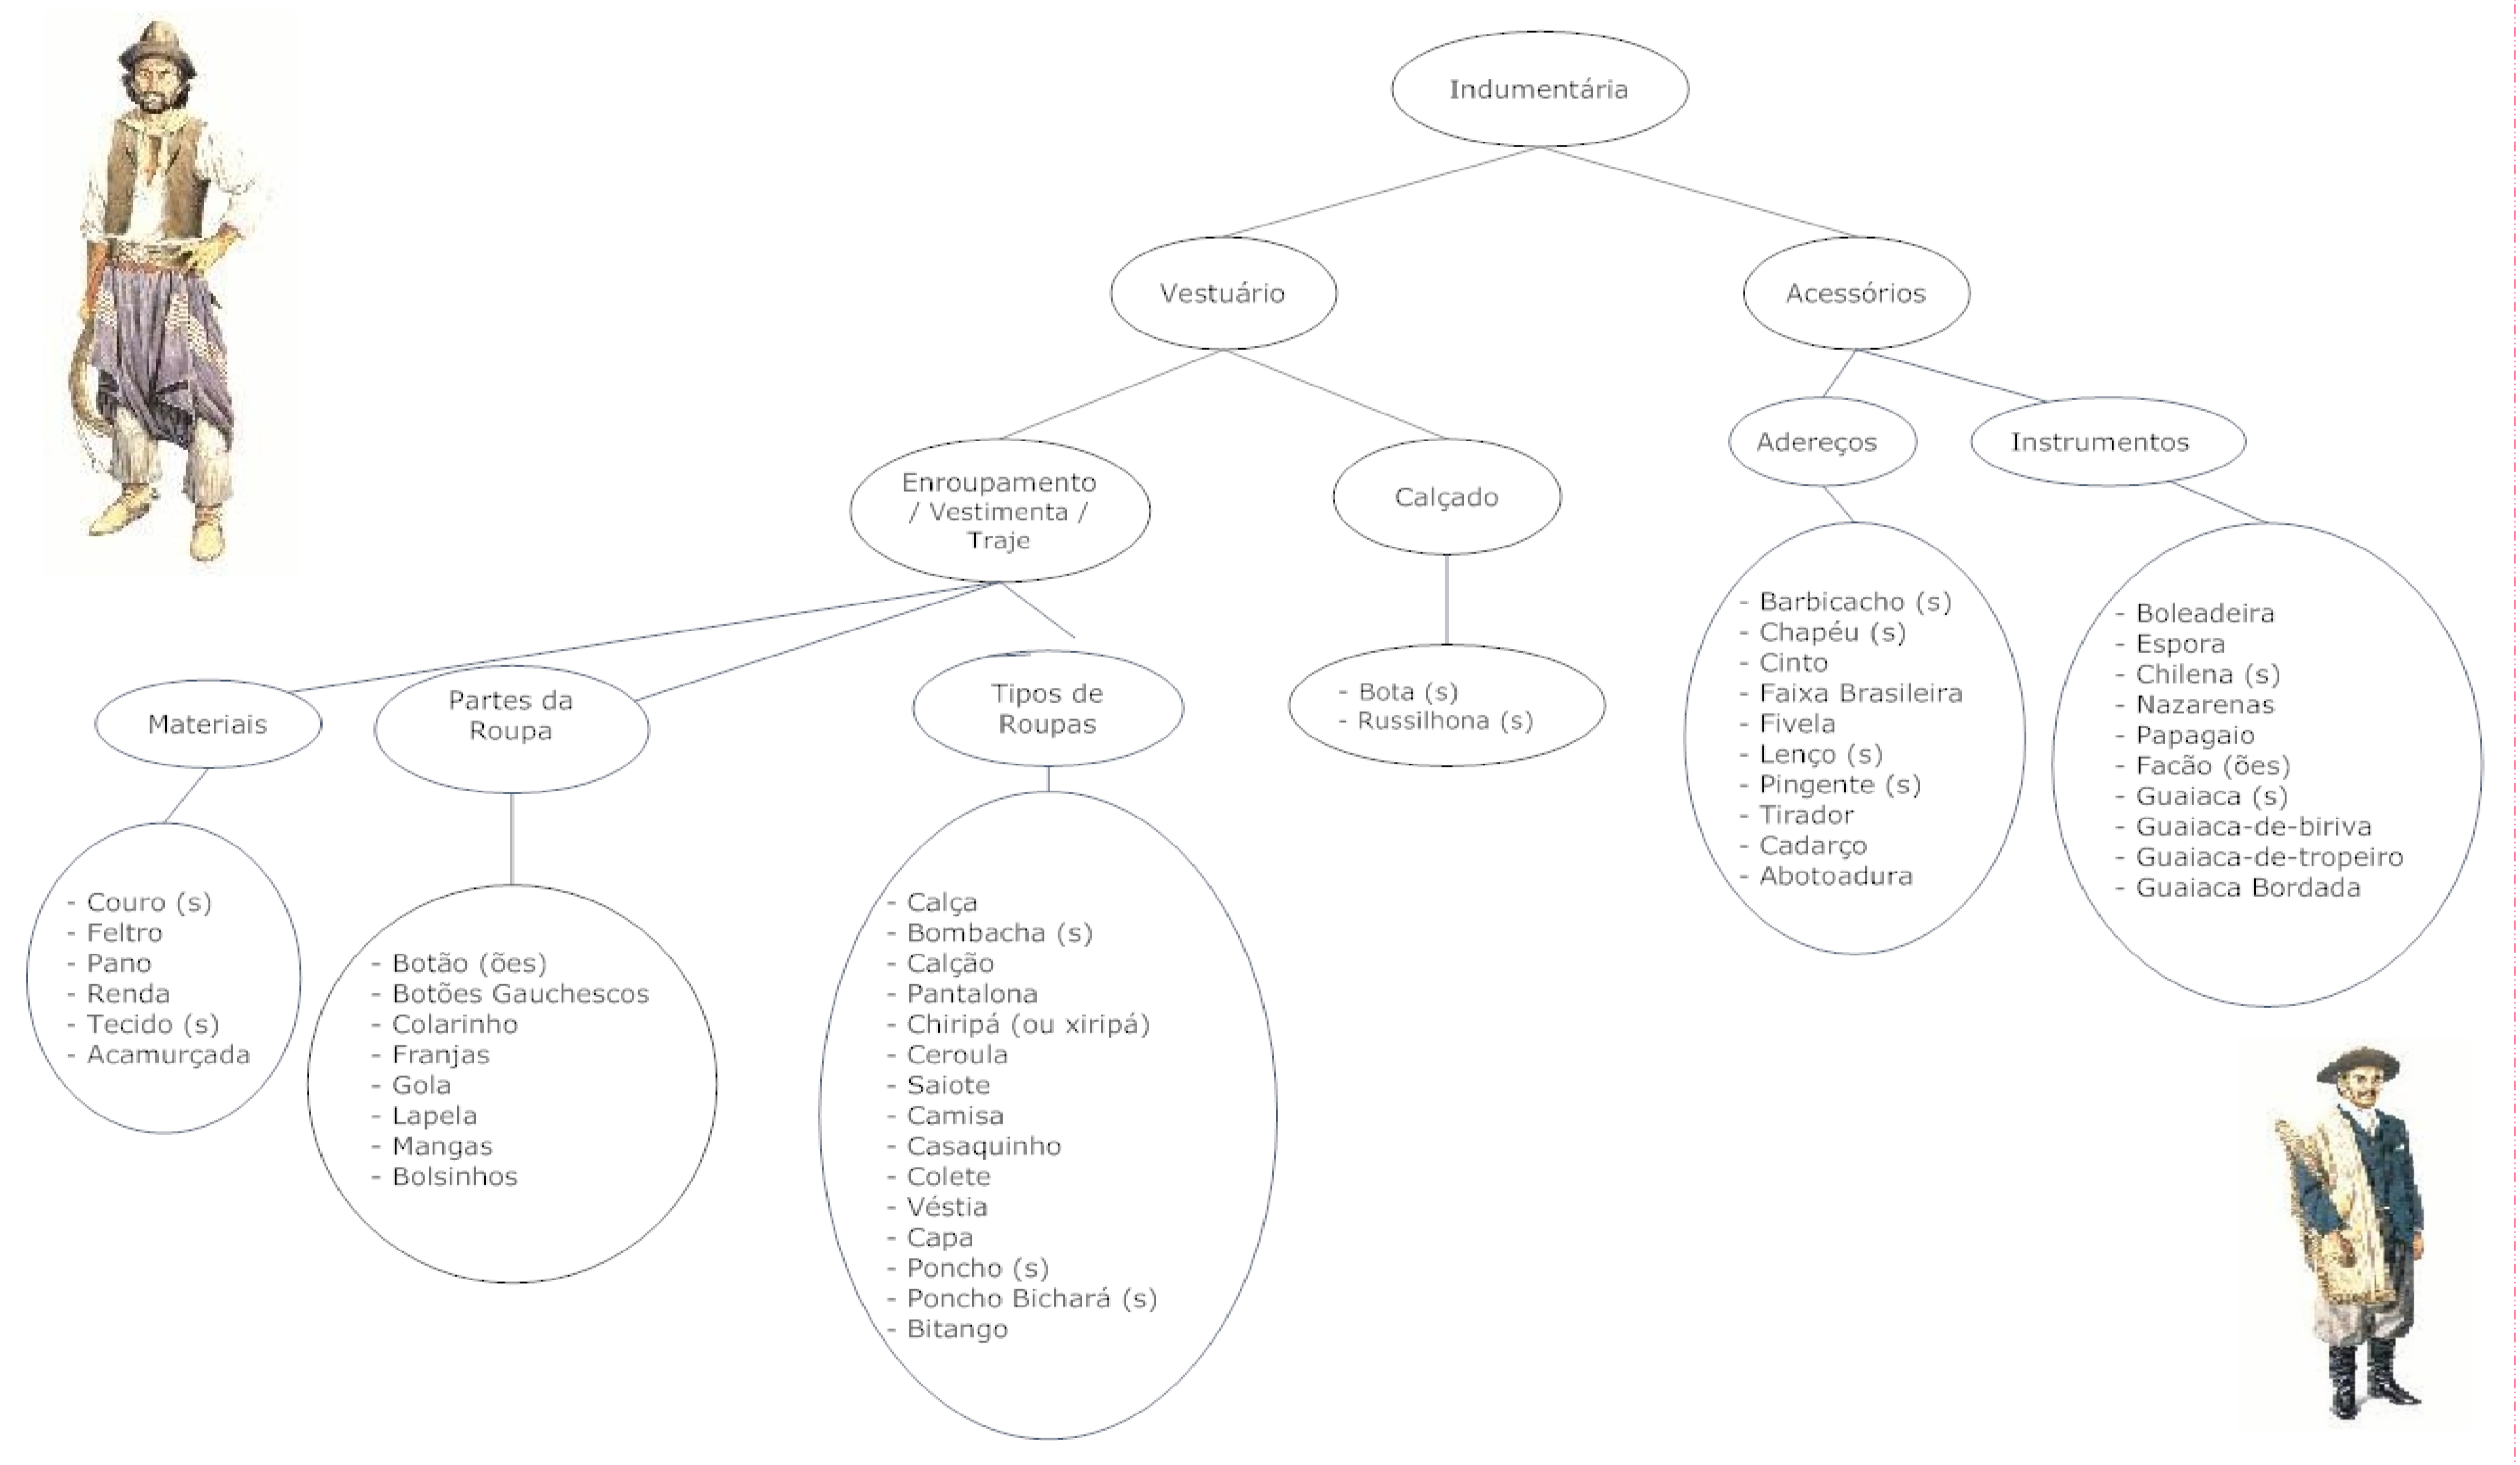 Indumentária
Vestuário
Acessórios
Enroupamento
/ Vestimenta /
Traje
Calçado
Adereços
Instrumentos
Materiais
Partes da
Roupa
Tipos de
Roupas
- Bota (s)
- Russilhona (s)
- Barbicacho (s)
- Chapéu (s)
- Cinto
- Faixa Brasileira
- Fivela
- Lenço (s)
- Pingente (s)
- Tirador
- Cadarço
- Abotoadura
- Boleadeira
- Espora
- Chilena (s)
- Nazarenas
- Papagaio
- Facão (ões)
- Guaiaca (s)
- Guaiaca-de-biriva
- Guaiaca-de-tropeiro
- Guaiaca Bordada
- Couro (s)
- Feltro
- Pano
- Renda
- Tecido (s)
- Acamurçada
- Botão (ões)
- Botões Gauchescos
- Colarinho
- Franjas
- Gola
- Lapela
- Mangas
- Bolsinhos
- Calça
- Bombacha (s)
- Calção
- Pantalona
- Chiripá (ou xiripá)
- Ceroula
- Saiote
- Camisa
- Casaquinho
- Colete
- Véstia
- Capa
- Poncho (s)
- Poncho Bichará (s)
- Bitango